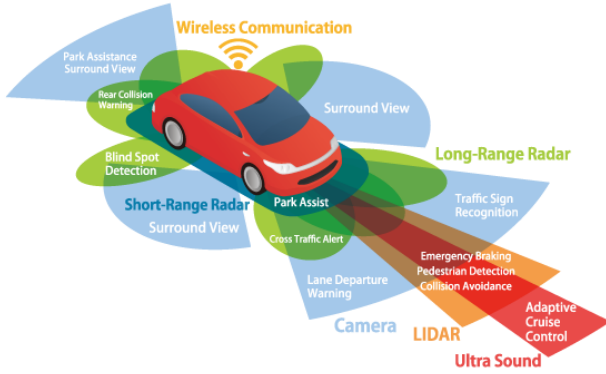 Wireless Communication
Park Assistance
Surround View
Rear Collision
Warning
Surround View
Blind Spot
Detection
Long-Range Radar
Short-Range Radar
Park Assist
Traffic Sign
Recognition
Surround View
Cross Traffic Alert
Emergency Braking
Pedestrian Detection
Collision Avoidance
Lane Departure
Warning
Adaptive
Cruise
Control
Camera
LIDAR
Ultra Sound